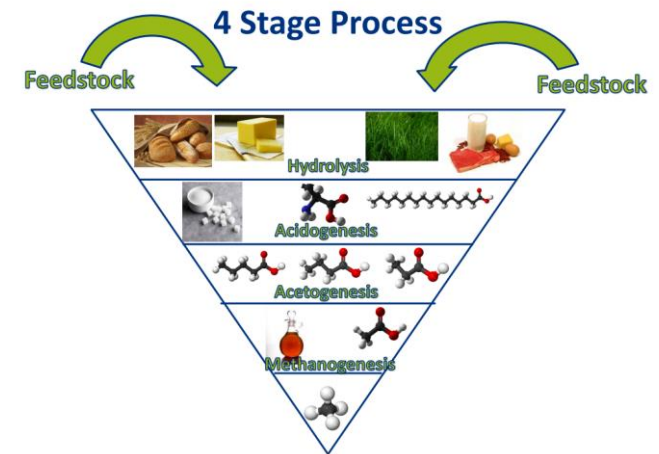 4 Stage Process
Feedstock
Feedstock
Hydrolysis
Acidogenesis
Acetogenesis
Methanogenesis